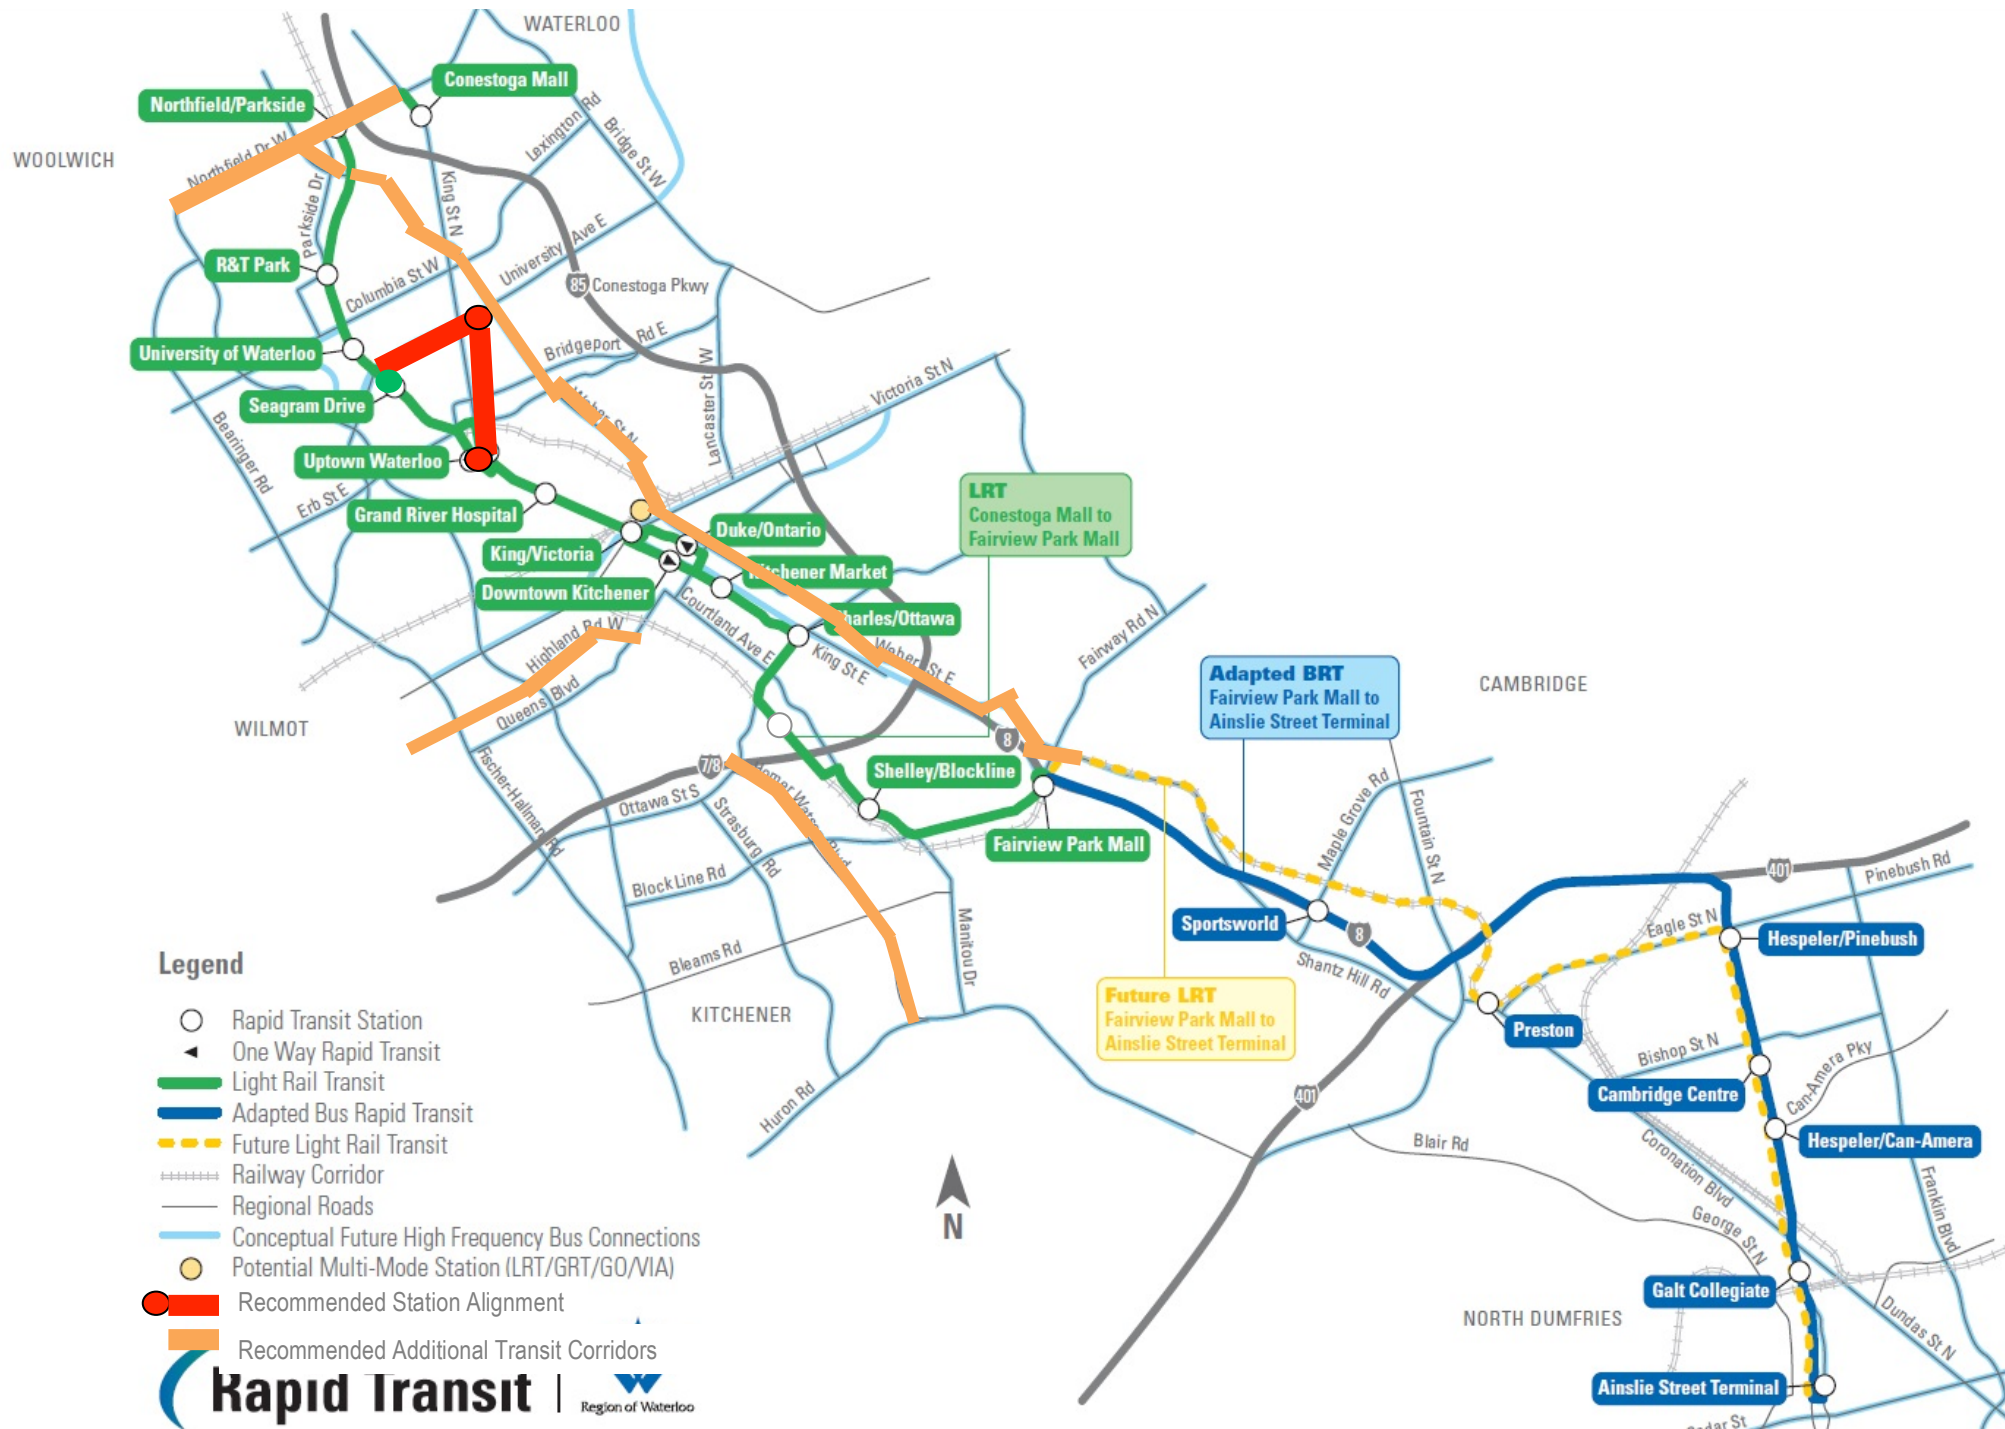 WATERLOO
Conestoga Mall
Northfield/Parkside
WOOLWICH
Northfield Dr W
Parkside Dr
King St N
Lexington Rd
Bridge St W
R&T Park
Columbia St W
University Ave E
85
Conestoga Pkwy
University of Waterloo
Bridgeport Rd E
Seagram Drive
Weber St N
Lancaster St W
Victoria St N
Bearinger Rd
Uptown Waterloo
Erb St E
Grand River Hospital
LRT
Conestoga Mall to
Fairview Park Mall
King/Victoria
Duke/Ontario
Downtown Kitchener
Kitchener Market
Charles/Ottawa
Courtland Ave E
King St E
Weber St E
Fairway Rd N
Highland Rd W
Queens Blvd
WILMOT
Adapted BRT
Fairview Park Mall to
Ainslie Street Terminal
CAMBRIDGE
8
7/8
Fischer-Hallman Rd
Ottawa St S
Strasburg Rd
Homer Watson Blvd
Shelley/Blockline
Fairview Park Mall
Block Line Rd
Bleams Rd
Manitou Dr
KITCHENER
Huron Rd
Maple Grove Rd
Fountain St N
Sportsworld
8
Shantz Hill Rd
401
Pinebush Rd
Eagle St N
Hespeler/Pinebush
Future LRT
Fairview Park Mall to
Ainslie Street Terminal
Preston
Bishop St N
Cambridge Centre
Can-Amera Pky
Hespeler/Can-Amera
401
Blair Rd
Coronation Blvd
George St N
Franklin Blvd
Galt Collegiate
NORTH DUMFRIES
Dundas St N
Ainslie Street Terminal
Cedar St
N
Legend
Rapid Transit Station
One Way Rapid Transit
Light Rail Transit
Adapted Bus Rapid Transit
Future Light Rail Transit
Railway Corridor
Regional Roads
Conceptual Future High Frequency Bus Connections
Potential Multi-Mode Station (LRT/GRT/GO/VIA)
Recommended Station Alignment
Recommended Additional Transit Corridors
Rapid Transit
Region of Waterloo